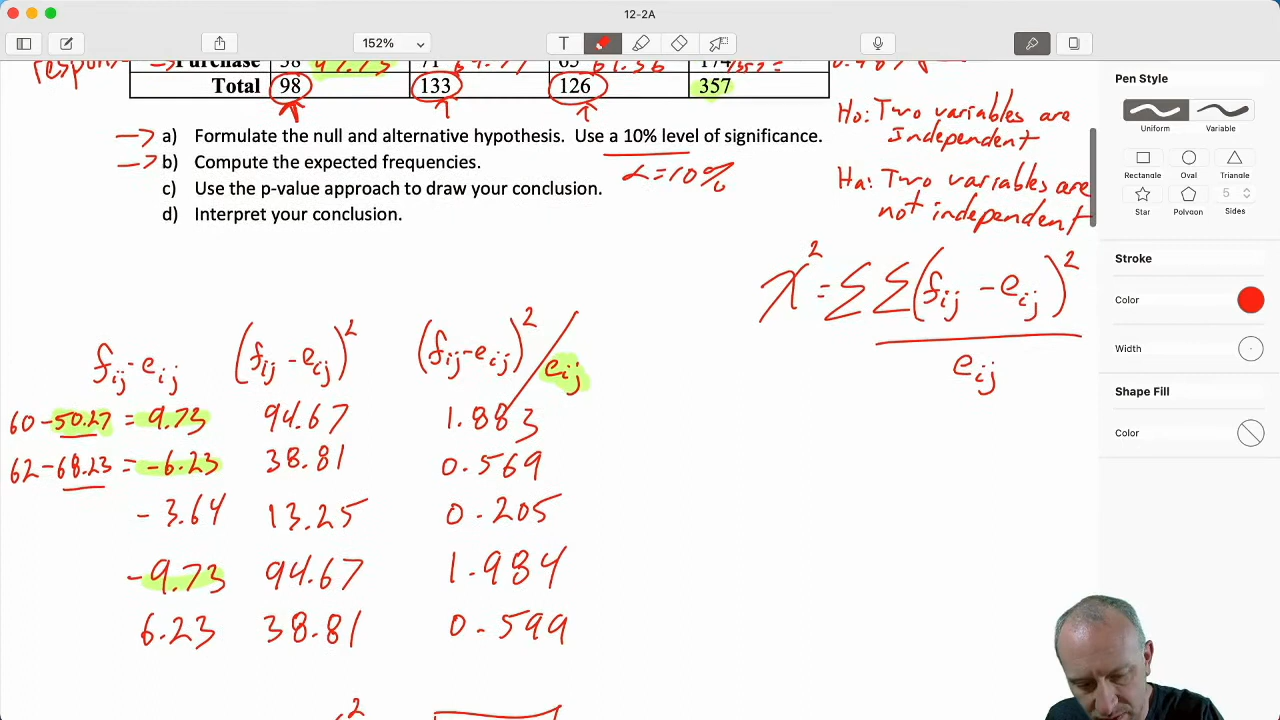 12-2A
152%
T
Purchase
Total 98 133 126 357
a) Formulate the null and alternative hypothesis. Use a 10% level of significance.
b) Compute the expected frequencies.
α=10%
c) Use the p-value approach to draw your conclusion.
d) Interpret your conclusion.
Ho: Two variables are
Independent
Ha: Two variables are
not independent
χ² = ΣΣ(fij - eij)²
eij
fij - eij (fij - eij)² (fij - eij)² / eij
60 - 50.27 = 9.73 94.67 1.883
62 - 68.23 = -6.23 38.81 0.569
-3.64 13.25 0.205
-9.73 94.67 1.984
6.23 38.81 0.599
2
Pen Style
Uniform Variable
Rectangle Oval Triangle
5
Star Polygon Sides
Stroke
Color
Width
Shape Fill
Color